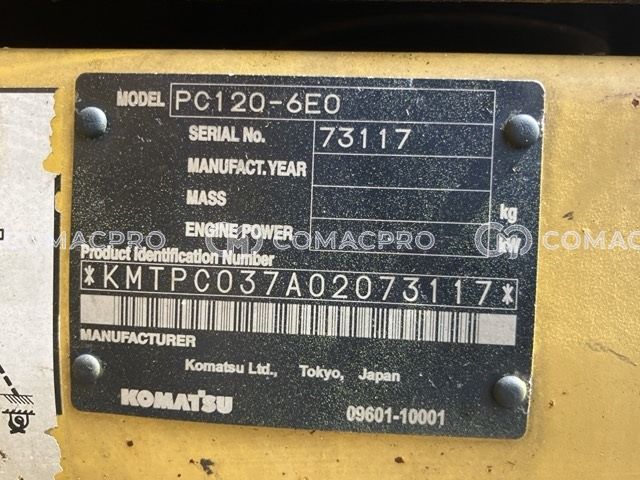 MODEL PC120-6E0
SERIAL No. 73117
MANUFACT. YEAR
MASS kg
ENGINE POWER kW
COMACPRO COMACPRO COMAC
Product Identification Number
*KMTPC037A02073117*
MANUFACTURER
Komatsu Ltd., Tokyo, Japan
KOMATSU 09601-10001